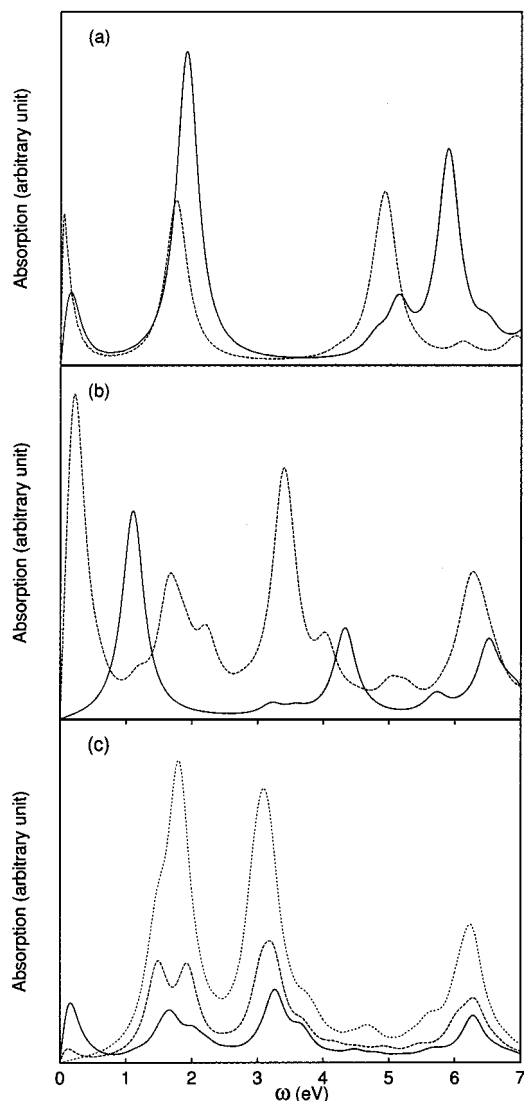 (a)
Absorption (arbitrary unit)
(b)
Absorption (arbitrary unit)
(c)
Absorption (arbitrary unit)
0 1 2 3 4 5 6 7
ω (eV)